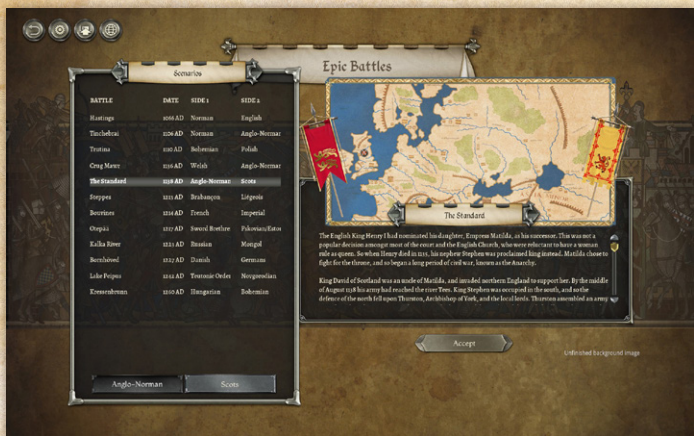 Epic Battles
Scenarios
BATTLE DATE SIDE 1 SIDE 2
Hastings 1066 AD Norman English
Tinchebrai 1106 AD Norman Anglo-Norman
Trutina 1110 AD Bohemian Polish
Crug Mawr 1136 AD Welsh Anglo-Norman
The Standard 1138 AD Anglo-Norman Scots
Steppes 1213 AD Brabançon Liégeois
Bouvines 1214 AD French Imperial
Otepää 1217 AD Sword Brethre
Kalka River 1223 AD Russian Mongol
Bornhöved 1227 AD Danish Germans
Lake Peipus 1242 AD Teutonic Order Novgorodian
Kressenbrunn 1260 AD Hungarian Bohemian
Anglo-Norman Scots
The Standard
The English King Henry I had nominated his daughter, Empress Matilda, as his successor. This was not a
popular decision amongst most of the court and the English Church, who were reluctant to have a woman
rule as queen. So when Henry died in 1135, his nephew Stephen was proclaimed king instead. Matilda chose to
fight for the throne, and so began a long period of civil war, known as the Anarchy.
King David of Scotland was an uncle of Matilda, and invaded northern England to support her. By the middle
of August 1138 his army had reached the river Tees. King Stephen was occupied in the south, and so the
defence of the north fell upon Thurston, Archbishop of York, and the local lords. Thurston assembled an army
Accept
Unfinished background image